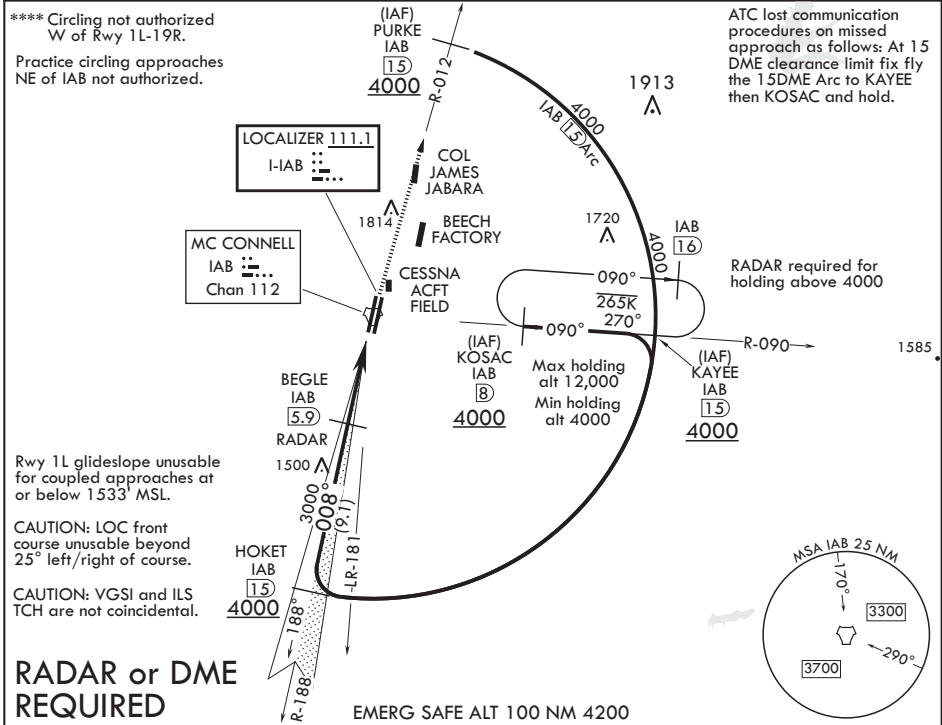 **** Circling not authorized
W of Rwy 1L-19R.
Practice circling approaches
NE of IAB not authorized.
(IAF)
PURKE
IAB
15
4000
R-012
ATC lost communication
procedures on missed
approach as follows: At 15
DME clearance limit fix fly
the 15DME Arc to KAYEE
then KOSAC and hold.
1913
4000
IAB 15 Arc
LOCALIZER 111.1
I-IAB
COL
JAMES
JABARA
1814
BEECH
FACTORY
1720
4000
IAB
16
MC CONNELL
IAB
Chan 112
CESSNA
ACFT
FIELD
090°
265K
270°
RADAR required for
holding above 4000
090°
R-090
1585
(IAF)
KOSAC
IAB
8
4000
Max holding
alt 12,000
Min holding
alt 4000
(IAF)
KAYEE
IAB
15
4000
BEGLE
IAB
5.9
RADAR
1500
Rwy 1L glideslope unusable
for coupled approaches at
or below 1533' MSL.
3000
008°
(9.1)
LR-181
CAUTION: LOC front
course unusable beyond
25° left/right of course.
HOKET
IAB
15
4000
CAUTION: VGSI and ILS
TCH are not coincidental.
188°
R-188
MSA IAB 25 NM
170°
3300
290°
3700
RADAR or DME
REQUIRED
EMERG SAFE ALT 100 NM 4200